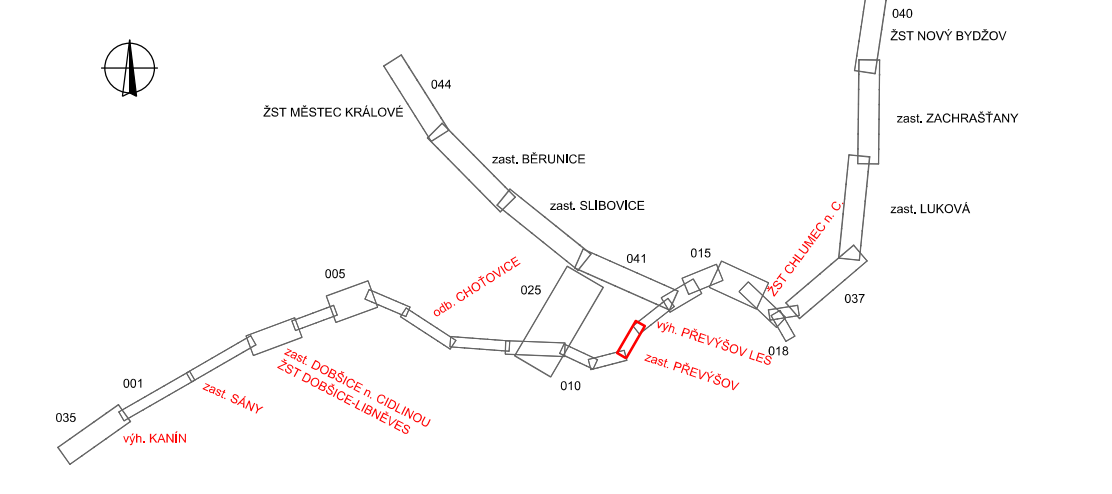 040
ŽST NOVÝ BYDŽOV
044
ŽST MĚSTEC KRÁLOVÉ
zast. ZACHRAŠŤANY
zast. BĚRUNICE
zast. SLIBOVICE
zast. LUKOVÁ
ŽST CHLUMEC n. C.
015
041
005
odb. CHOŤOVICE
025
037
výh. PŘEVÝŠOV LES
018
zast. PŘEVÝŠOV
010
zast. DOBŠICE n. CIDLINOU
ŽST DOBŠICE-LIBNĚVES
001
zast. SÁNY
035
výh. KANÍN